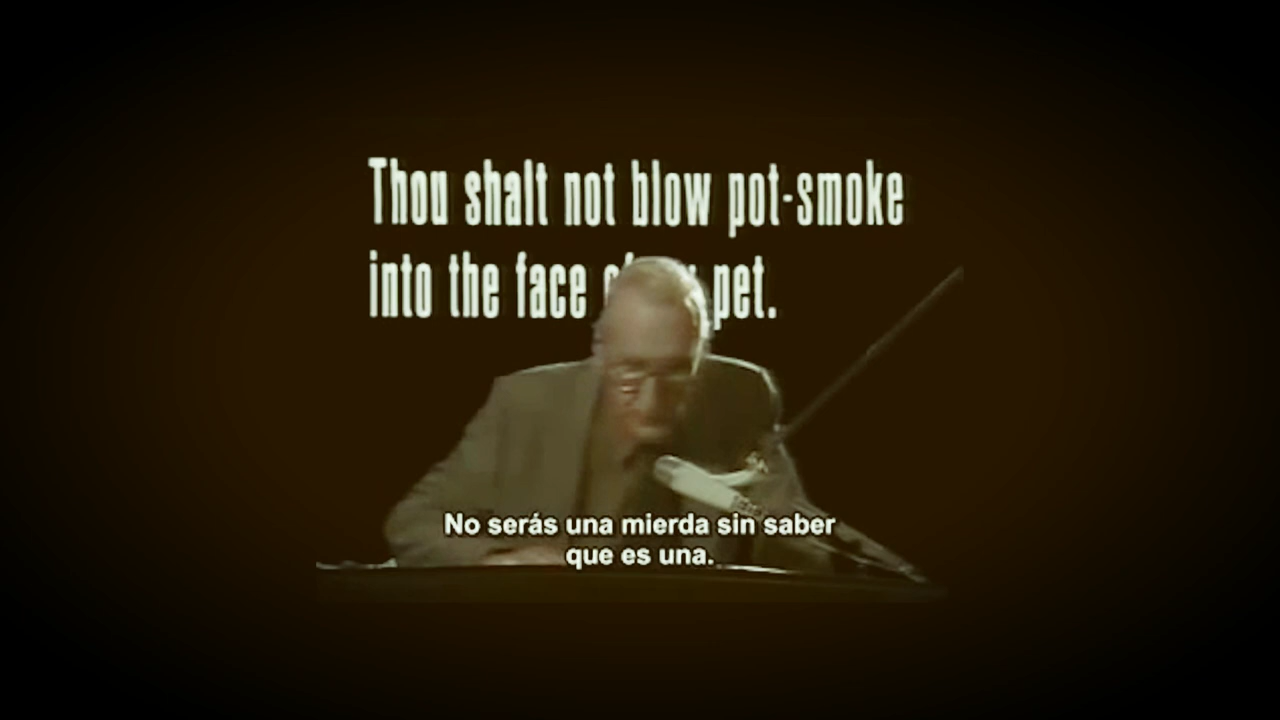 Thou shalt not blow pot-smoke
into the face pet.
No serás una mierda sin saber
que es una.